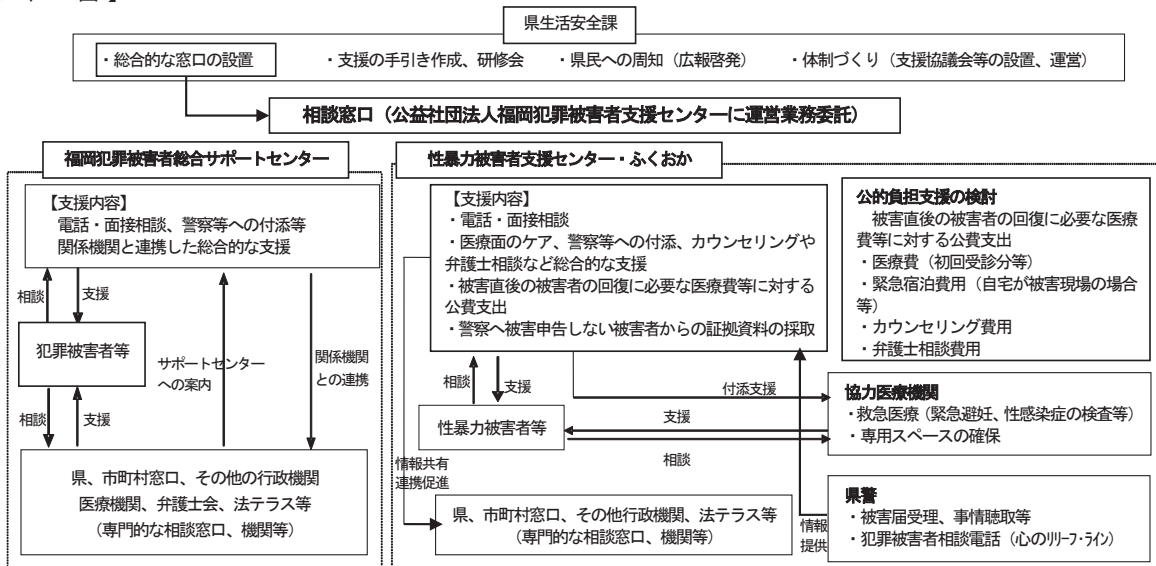 県生活安全課
・総合的な窓口の設置
・支援の手引き作成、研修会
・県民への周知（広報啓発）
・体制づくり（支援協議会等の設置、運営）
相談窓口（公益社団法人福岡犯罪被害者支援センターに運営業務委託）
福岡犯罪被害者総合サポートセンター
【支援内容】
電話・面接相談、警察等への付添等
関係機関と連携した総合的な支援
相談
支援
犯罪被害者等
サポートセンター
への案内
関係機関
との連携
相談
支援
県、市町村窓口、その他の行政機関
医療機関、弁護士会、法テラス等
（専門的な相談窓口、機関等）
性暴力被害者支援センター・ふくおか
【支援内容】
・電話・面接相談
・医療面のケア、警察等への付添、カウンセリングや
弁護士相談など総合的な支援
・被害直後の被害者の回復に必要な医療費等に対する
公費支出
・警察へ被害申告しない被害者からの証拠資料の採取
相談
支援
付添支援
性暴力被害者等
支援
相談
情報共有
連携促進
県、市町村窓口、その他行政機関、法テラス等
（専門的な相談窓口、機関等）
情報
提供
公的負担支援の検討
被害直後の被害者の回復に必要な医療
費等に対する公費支出
・医療費（初回受診分等）
・緊急宿泊費用（自宅が被害現場の場合
等）
・カウンセリング費用
・弁護士相談費用
協力医療機関
・救急医療（緊急避妊、性感染症の検査等）
・専用スペースの確保
県警
・被害届受理、事情聴取等
・犯罪被害者相談電話（心のﾘﾘｰﾌ・ﾗｲﾝ）